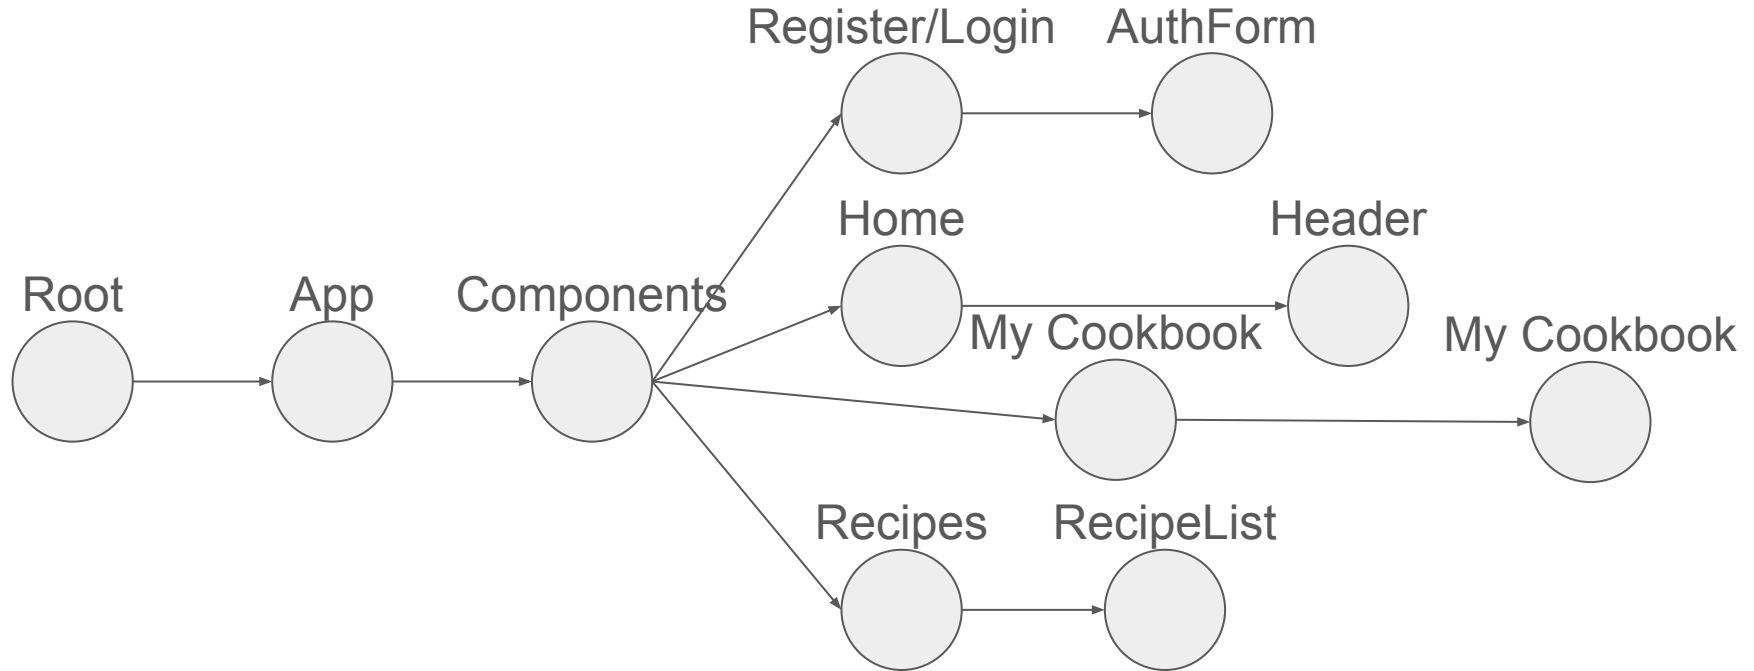 Register/Login
AuthForm
Home
Header
Root
App
Components
My Cookbook
My Cookbook
Recipes
RecipeList